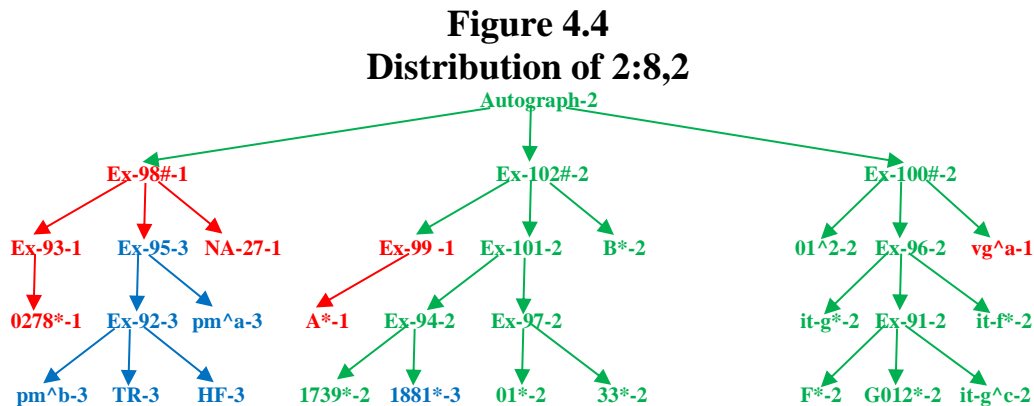 Figure 4.4
Distribution of 2:8,2
Autograph-2
Ex-98#-1 Ex-102#-2 Ex-100#-2
Ex-93-1 Ex-95-3 NA-27-1 Ex-99 -1 Ex-101-2 B*-2 01^2-2 Ex-96-2 vg^a-1
0278*-1 Ex-92-3 pm^a-3 A*-1 Ex-94-2 Ex-97-2 it-g*-2 Ex-91-2 it-f*-2
pm^b-3 TR-3 HF-3 1739*-2 1881*-3 01*-2 33*-2 F*-2 G012*-2 it-g^c-2